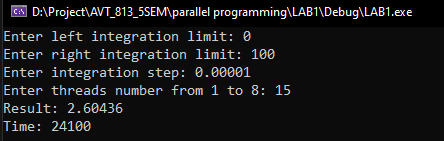 D:\Project\AVT_813_5SEM\parallel programming\LAB1\Debug\LAB1.exe
Enter left integration limit: 0
Enter right integration limit: 100
Enter integration step: 0.00001
Enter threads number from 1 to 8: 15
Result: 2.60436
Time: 24100